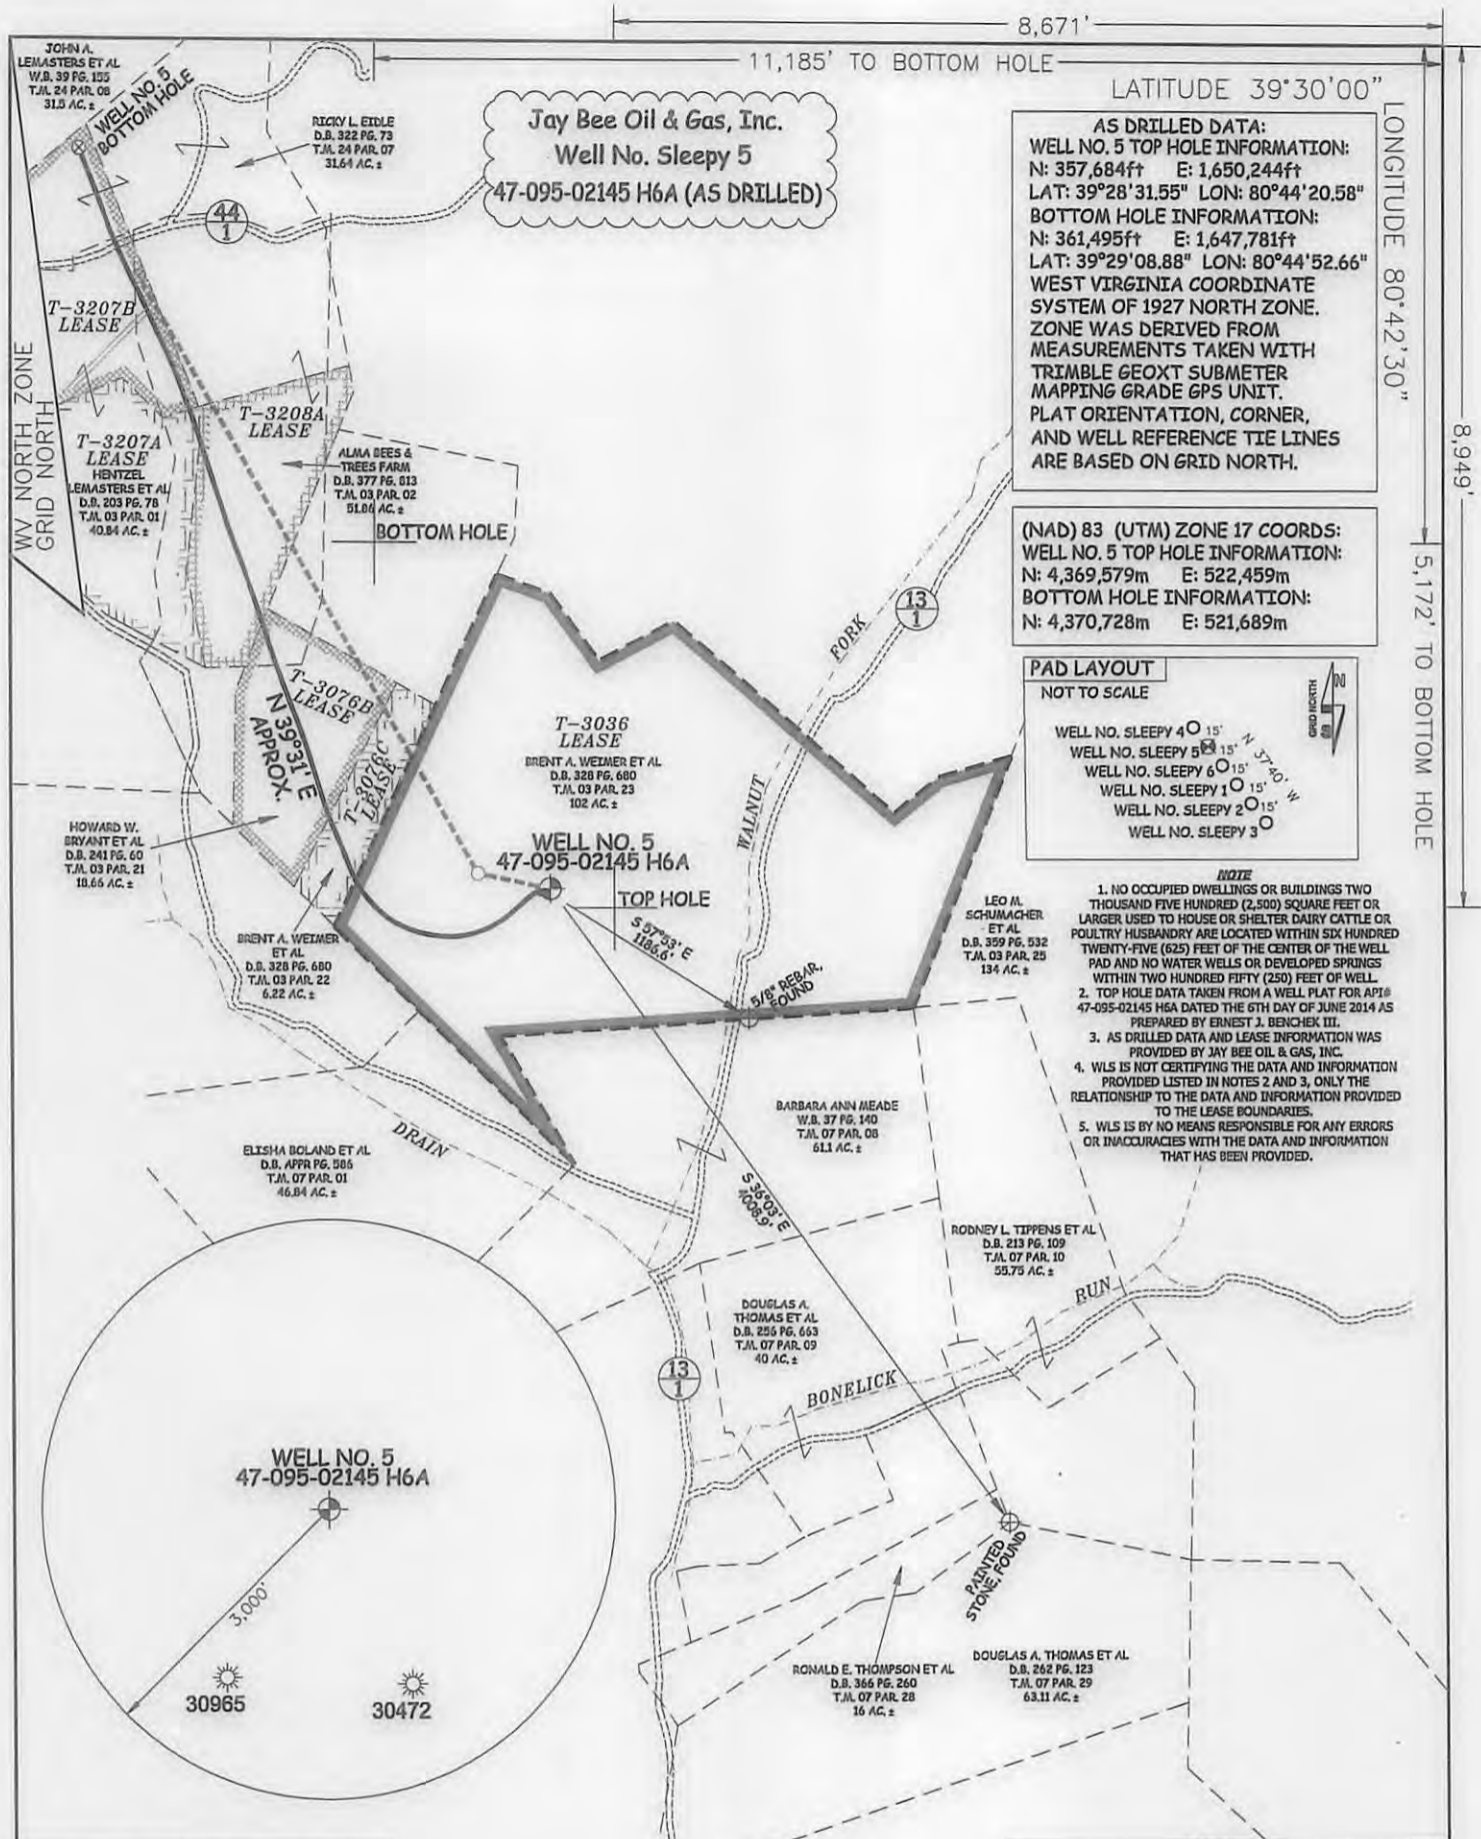 8,671'
11,185' TO BOTTOM HOLE
LATITUDE 39°30'00"
LONGITUDE 80°42'30"
8,949'
5,172' TO BOTTOM HOLE
JOHN A.
LEMASTERS ET AL
W.B. 39 PG. 155
T.M. 24 PAR. 08
31.5 AC. ±
WELL NO. 5
BOTTOM HOLE
RICKY L. EIDLE
D.B. 322 PG. 73
T.M. 24 PAR. 07
31.64 AC. ±
44
1
Jay Bee Oil & Gas, Inc.
Well No. Sleepy 5
47-095-02145 H6A (AS DRILLED)
AS DRILLED DATA:
WELL NO. 5 TOP HOLE INFORMATION:
N: 357,684ft E: 1,650,244ft
LAT: 39°28'31.55" LON: 80°44'20.58"
BOTTOM HOLE INFORMATION:
N: 361,495ft E: 1,647,781ft
LAT: 39°29'08.88" LON: 80°44'52.66"
WEST VIRGINIA COORDINATE
SYSTEM OF 1927 NORTH ZONE.
ZONE WAS DERIVED FROM
MEASUREMENTS TAKEN WITH
TRIMBLE GEOXT SUBMETER
MAPPING GRADE GPS UNIT.
PLAT ORIENTATION, CORNER,
AND WELL REFERENCE TIE LINES
ARE BASED ON GRID NORTH.
(NAD) 83 (UTM) ZONE 17 COORDS:
WELL NO. 5 TOP HOLE INFORMATION:
N: 4,369,579m E: 522,459m
BOTTOM HOLE INFORMATION:
N: 4,370,728m E: 521,689m
PAD LAYOUT
NOT TO SCALE
GRID NORTH
N
WELL NO. SLEEPY 4 15'
WELL NO. SLEEPY 5 15'
WELL NO. SLEEPY 6 15'
WELL NO. SLEEPY 1 15'
WELL NO. SLEEPY 2 15'
WELL NO. SLEEPY 3
N 37°40' W
NOTE
1. NO OCCUPIED DWELLINGS OR BUILDINGS TWO
THOUSAND FIVE HUNDRED (2,500) SQUARE FEET OR
LARGER USED TO HOUSE OR SHELTER DAIRY CATTLE OR
POULTRY HUSBANDRY ARE LOCATED WITHIN SIX HUNDRED
TWENTY-FIVE (625) FEET OF THE CENTER OF THE WELL
PAD AND NO WATER WELLS OR DEVELOPED SPRINGS
WITHIN TWO HUNDRED FIFTY (250) FEET OF WELL.
2. TOP HOLE DATA TAKEN FROM A WELL PLAT FOR API#
47-095-02145 H6A DATED THE 6TH DAY OF JUNE 2014 AS
PREPARED BY ERNEST J. BENCHEK III.
3. AS DRILLED DATA AND LEASE INFORMATION WAS
PROVIDED BY JAY BEE OIL & GAS, INC.
4. WLS IS NOT CERTIFYING THE DATA AND INFORMATION
PROVIDED LISTED IN NOTES 2 AND 3, ONLY THE
RELATIONSHIP TO THE DATA AND INFORMATION PROVIDED
TO THE LEASE BOUNDARIES.
5. WLS IS BY NO MEANS RESPONSIBLE FOR ANY ERRORS
OR INACCURACIES WITH THE DATA AND INFORMATION
THAT HAS BEEN PROVIDED.
WV NORTH ZONE
GRID NORTH
T-3207B
LEASE
T-3207A
LEASE
HENTZEL
LEMASTERS ET AL
D.B. 203 PG. 78
T.M. 03 PAR. 01
40.84 AC. ±
T-3208A
LEASE
ALMA BEES &
TREES FARM
D.B. 377 PG. 813
T.M. 03 PAR. 02
51.86 AC. ±
BOTTOM HOLE
T-3076B
LEASE
T-3076C
LEASE
N 39°31' E
APPROX.
T-3036
LEASE
BRENT A. WEIMER ET AL
D.B. 328 PG. 680
T.M. 03 PAR. 23
102 AC. ±
WELL NO. 5
47-095-02145 H6A
TOP HOLE
S 57°53' E
1186.6'
5/8" REBAR,
FOUND
WALNUT
FORK
13
1
HOWARD W.
BRYANT ET AL
D.B. 241 PG. 60
T.M. 03 PAR. 21
18.66 AC. ±
BRENT A. WEIMER
ET AL
D.B. 328 PG. 680
T.M. 03 PAR. 22
6.22 AC. ±
LEO M.
SCHUMACHER
ET AL
D.B. 359 PG. 532
T.M. 03 PAR. 25
134 AC. ±
DRAIN
ELISHA BOLAND ET AL
D.B. APPR PG. 586
T.M. 07 PAR. 01
46.84 AC. ±
BARBARA ANN MEADE
W.B. 37 PG. 140
T.M. 07 PAR. 08
61.1 AC. ±
S 36°03' E
4008.9'
RODNEY L. TIPPENS ET AL
D.B. 213 PG. 109
T.M. 07 PAR. 10
55.75 AC. ±
DOUGLAS A.
THOMAS ET AL
D.B. 256 PG. 663
T.M. 07 PAR. 09
40 AC. ±
13
1
BONELICK
RUN
PAINTED
STONE, FOUND
WELL NO. 5
47-095-02145 H6A
3,000'
30965
30472
RONALD E. THOMPSON ET AL
D.B. 366 PG. 260
T.M. 07 PAR. 28
16 AC. ±
DOUGLAS A. THOMAS ET AL
D.B. 262 PG. 123
T.M. 07 PAR. 29
63.11 AC. ±